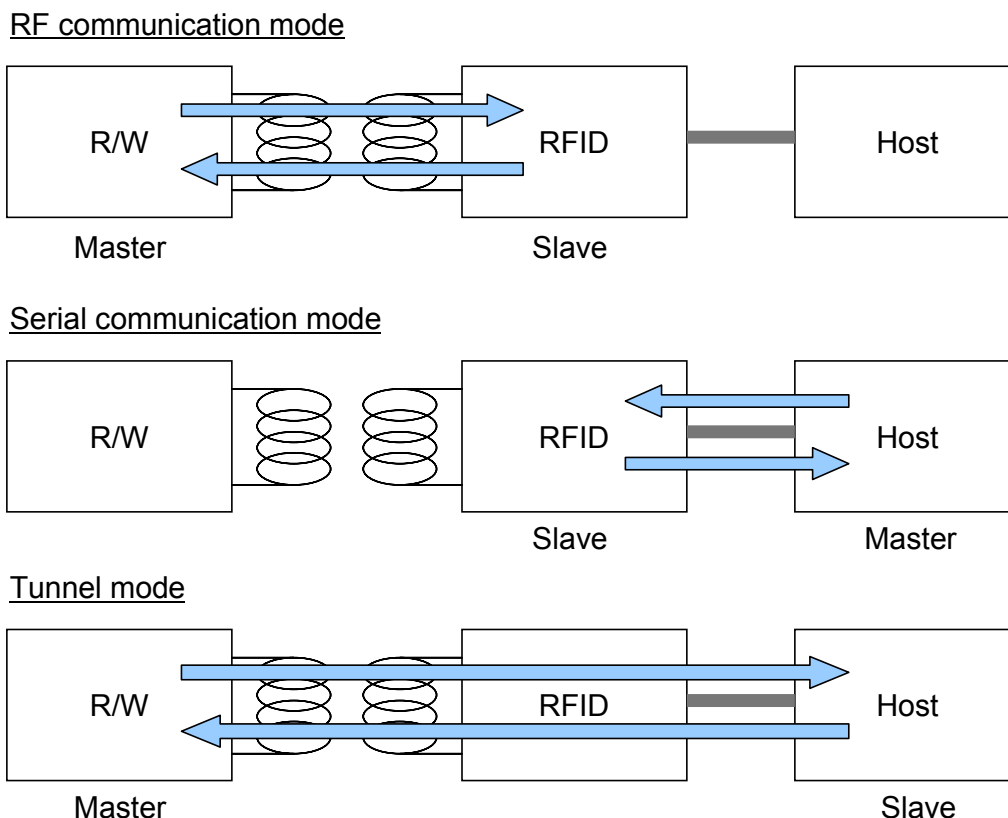 RF communication mode
R/W
RFID
Host
Master
Slave
Serial communication mode
R/W
RFID
Host
Slave
Master
Tunnel mode
R/W
RFID
Host
Master
Slave